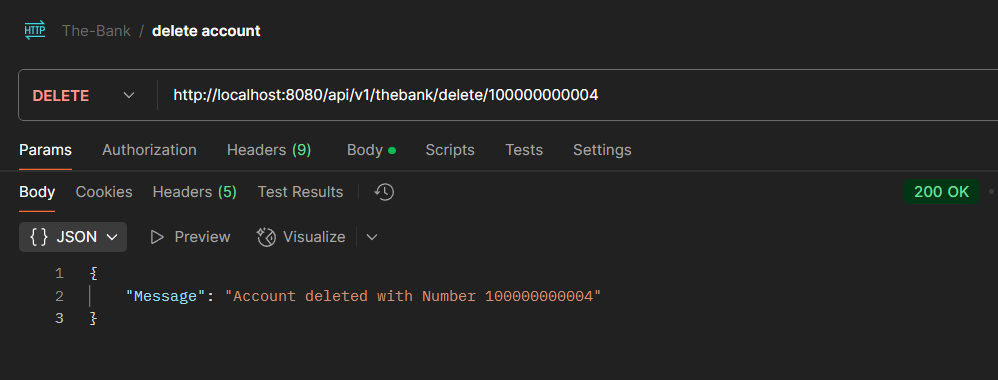 HTTP The-Bank / delete account
DELETE http://localhost:8080/api/v1/thebank/delete/100000000004
Params Authorization Headers (9) Body Scripts Tests Settings
Body Cookies Headers (5) Test Results 200 OK
{} JSON Preview Visualize
1 {
2 "Message": "Account deleted with Number 100000000004"
3 }